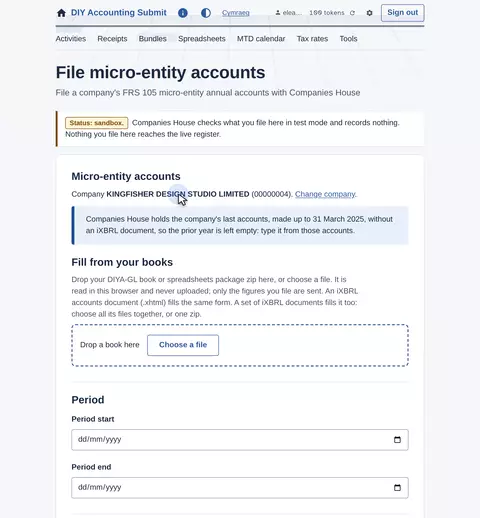 DIY Accounting Submit
Cymraeg
elea...
100 tokens
Sign out
Activities Receipts Bundles Spreadsheets MTD calendar Tax rates Tools
File micro-entity accounts
File a company's FRS 105 micro-entity annual accounts with Companies House
Status: sandbox. Companies House checks what you file here in test mode and records nothing.
Nothing you file here reaches the live register.
Micro-entity accounts
Company KINGFISHER DESIGN STUDIO LIMITED (00000004). Change company.
Companies House holds the company's last accounts, made up to 31 March 2025, without
an iXBRL document, so the prior year is left empty: type it from those accounts.
Fill from your books
Drop your DIYA-GL book or spreadsheets package zip here, or choose a file. It is
read in this browser and never uploaded; only the figures you file are sent. An iXBRL
accounts document (.xhtml) fills the same form. A set of iXBRL documents fills it too:
choose all its files together, or one zip.
Drop a book here Choose a file
Period
Period start
dd/mm/yyyy
Period end
dd/mm/yyyy